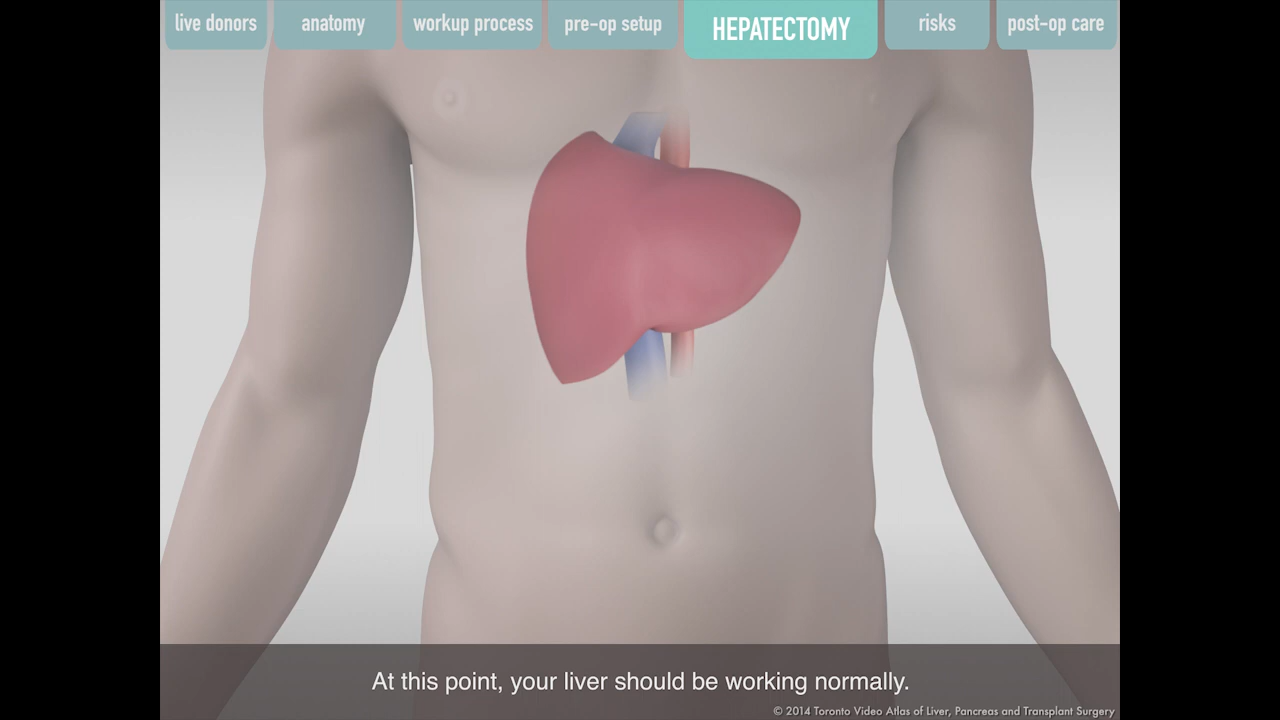 live donors
anatomy
workup process
pre-op setup
HEPATECTOMY
risks
post-op care
At this point, your liver should be working normally.
© 2014 Toronto Video Atlas of Liver, Pancreas and Transplant Surgery